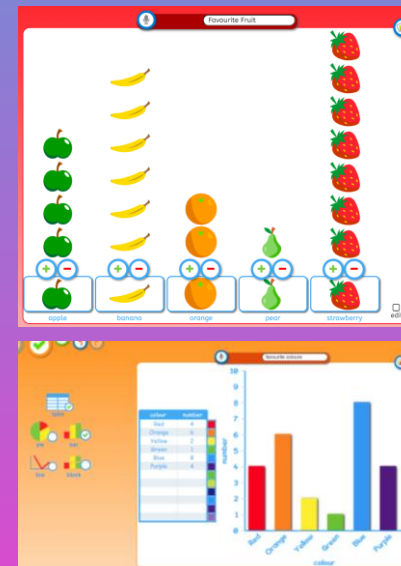 Favourite Fruit
apple
banana
orange
pear
strawberry
edit
favourite colours
colour number
Red 4
Orange 6
Yellow 2
Green 1
Blue 8
Purple 4
table
pie
bar
line
block
number
10
9
8
7
6
5
4
3
2
1
0
Red
Orange
Yellow
Green
Blue
Purple
colour